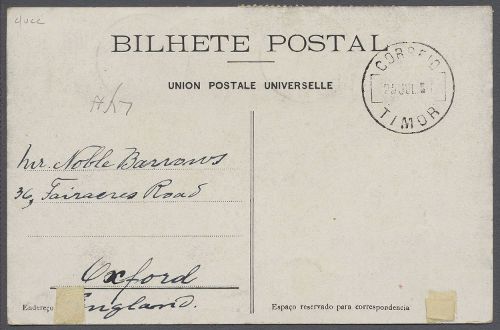 BILHETE POSTAL
UNION POSTALE UNIVERSELLE
CORREIO
TIMOR
Mr. Noble Barrows
36, Fairacres Road
Oxford
England.
Endereço
Espaço reservado para correspondencia